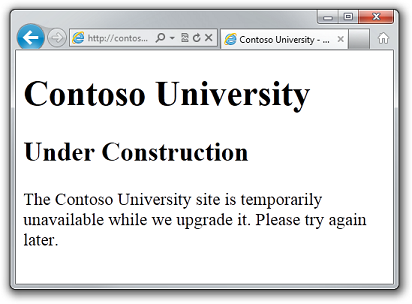 http://contos...
Contoso University - ...
Contoso University
Under Construction
The Contoso University site is temporarily
unavailable while we upgrade it. Please try again
later.